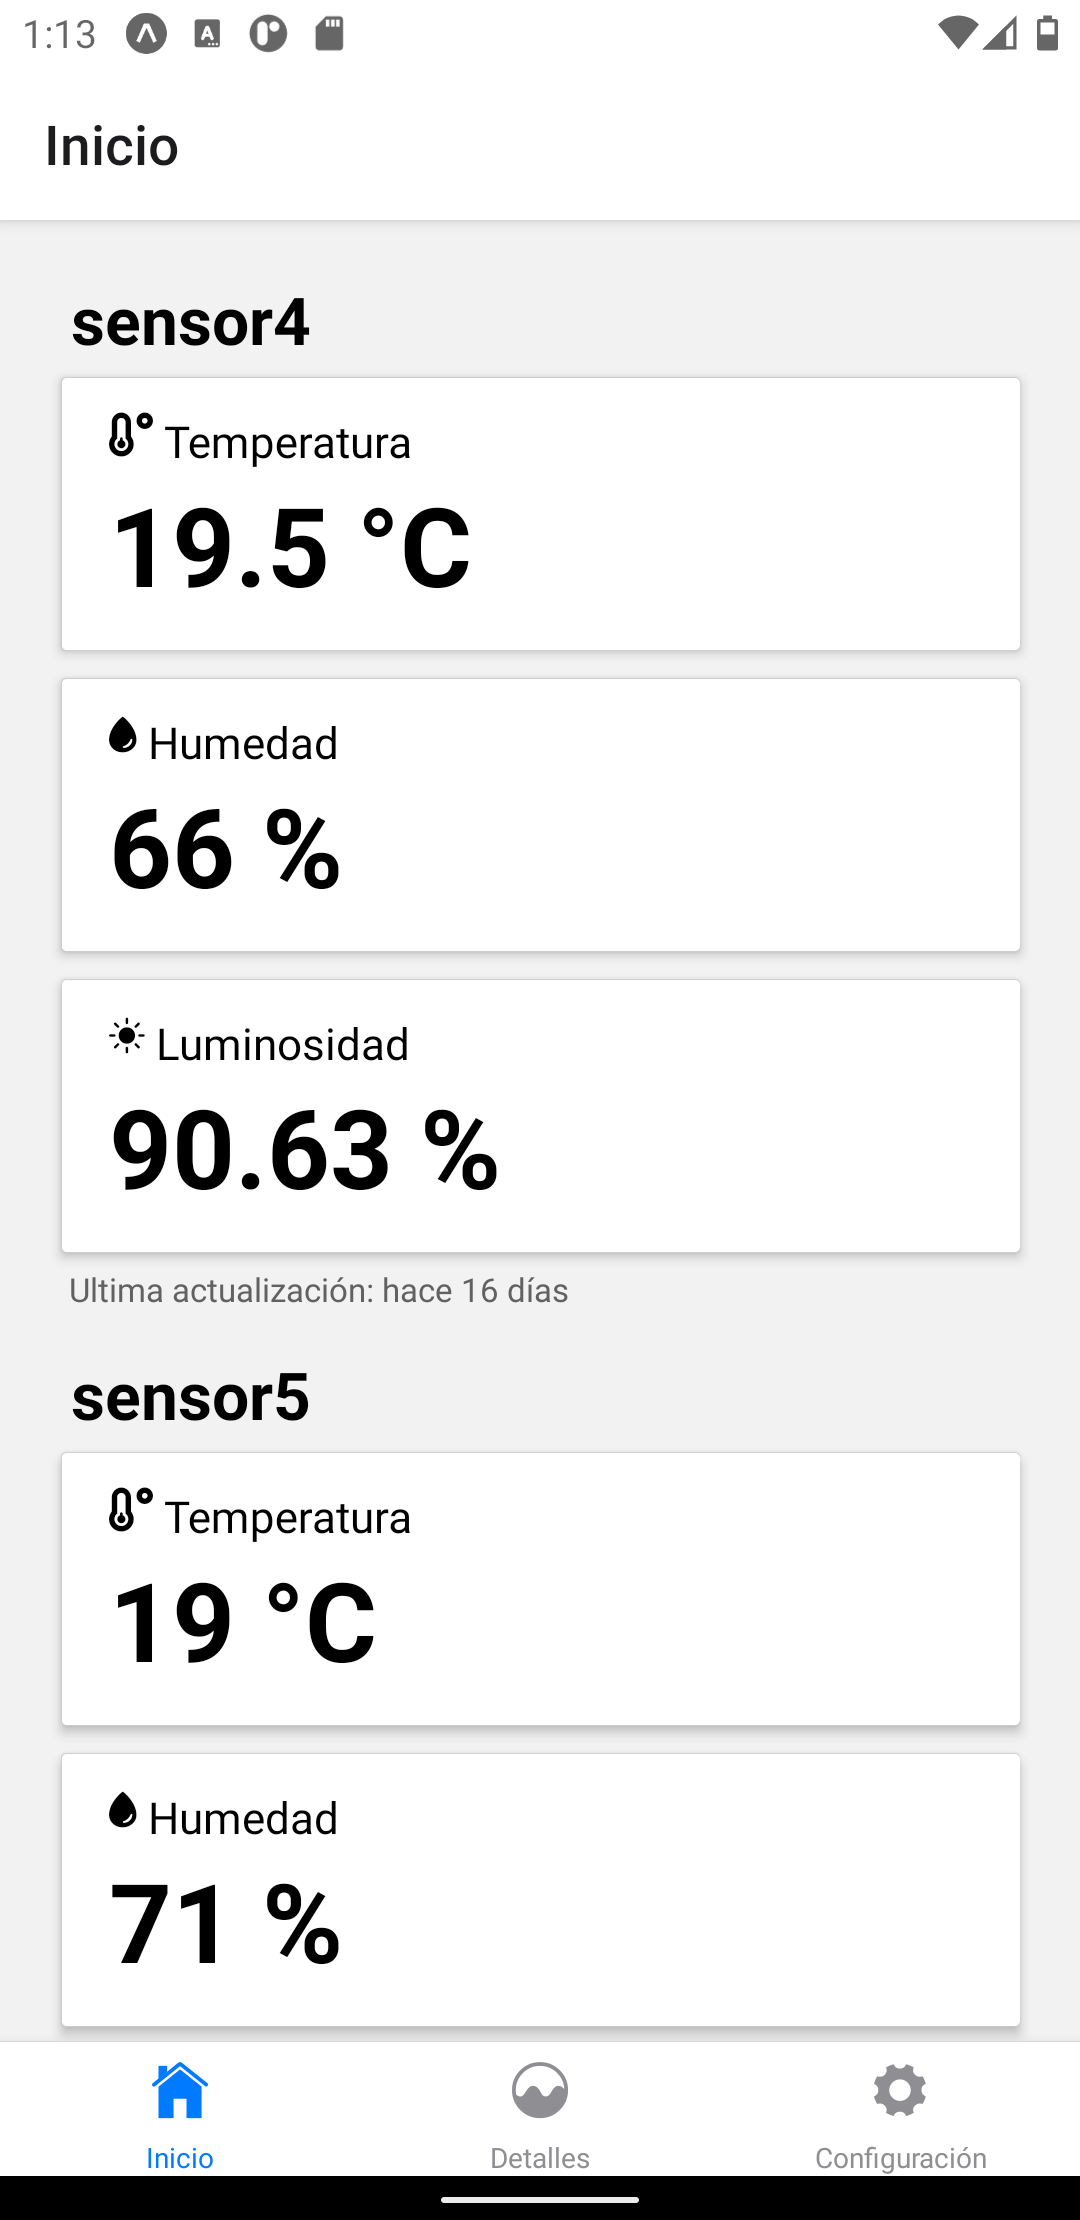 1:13
Inicio
sensor4
Temperatura
19.5 °C
Humedad
66 %
Luminosidad
90.63 %
Ultima actualización: hace 16 días
sensor5
Temperatura
19 °C
Humedad
71 %
Inicio Detalles Configuración